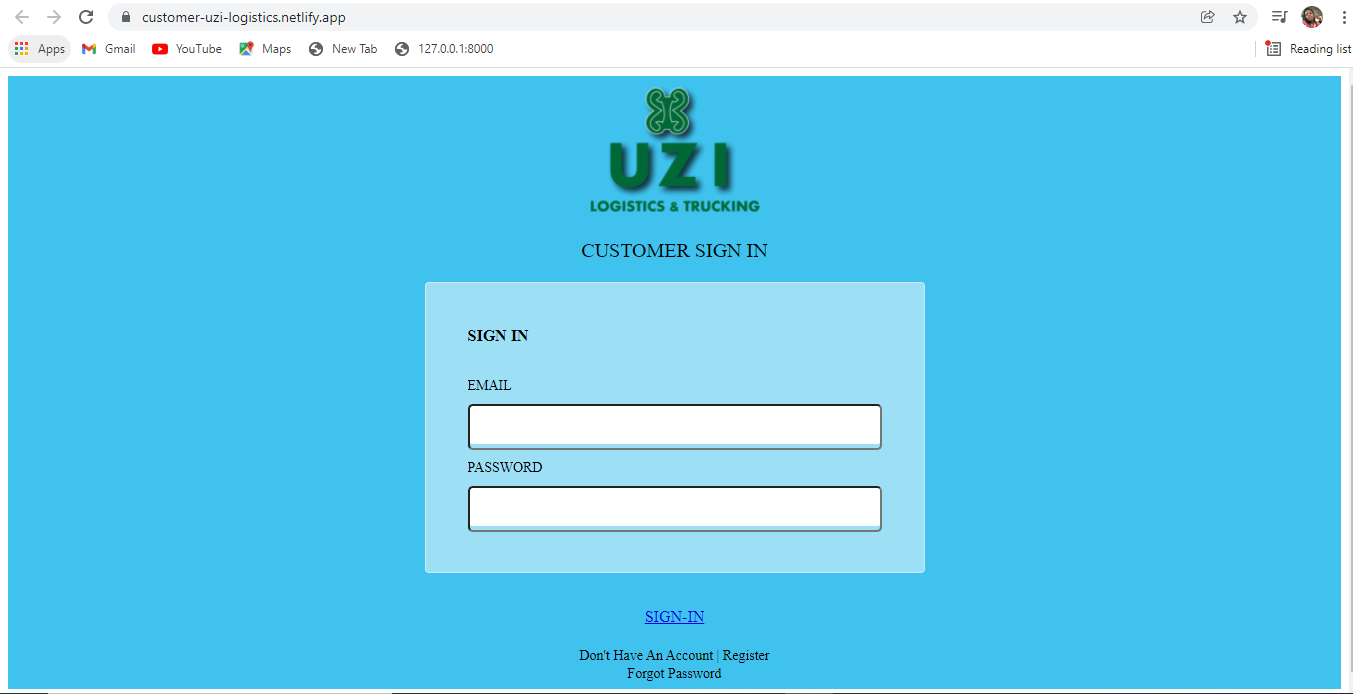 customer-uzi-logistics.netlify.app
Apps Gmail YouTube Maps New Tab 127.0.0.1:8000 Reading list
UZI
LOGISTICS & TRUCKING
CUSTOMER SIGN IN
SIGN IN
EMAIL
PASSWORD
SIGN-IN
Don't Have An Account | Register
Forgot Password